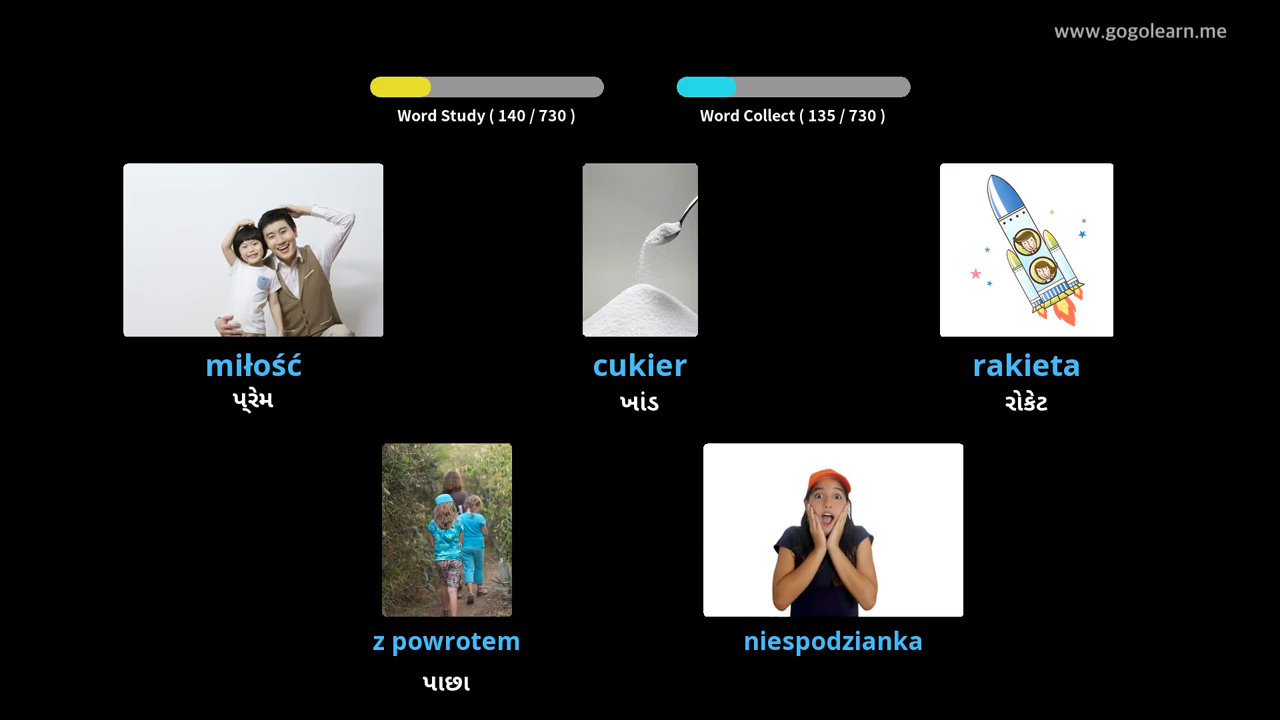 www.gogolearn.me
Word Study ( 140 / 730 )
Word Collect ( 135 / 730 )
miłość
પ્રેમ
cukier
ખાંડ
rakieta
રોકેટ
z powrotem
પાછા
niespodzianka